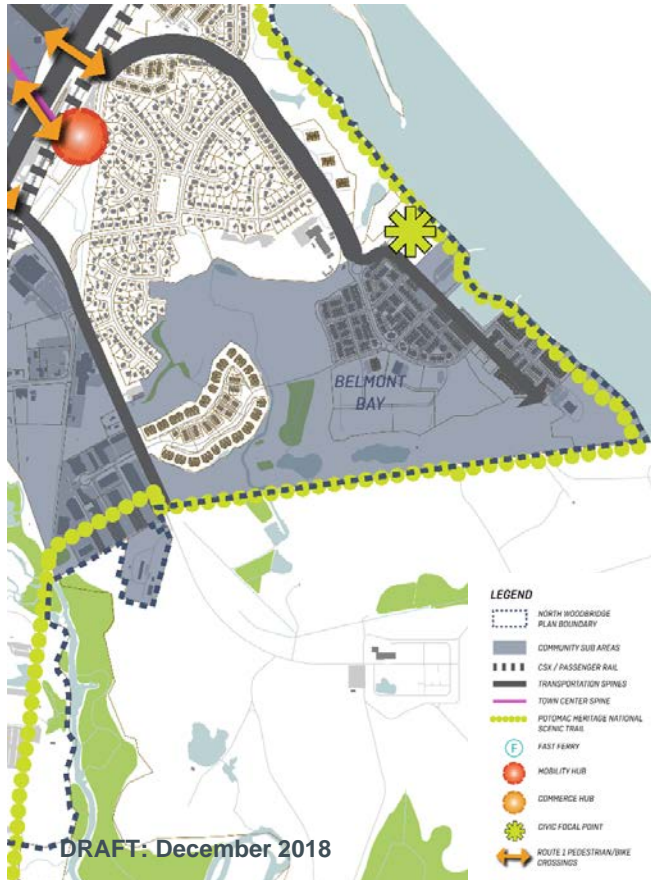 BELMONT
BAY
LEGEND
NORTH WOODBRIDGE
PLAN BOUNDARY
COMMUNITY SUB AREAS
CSX / PASSENGER RAIL
TRANSPORTATION SPINES
TOWN CENTER SPINE
POTOMAC HERITAGE NATIONAL
SCENIC TRAIL
F
FAST FERRY
MOBILITY HUB
COMMERCE HUB
CIVIC FOCAL POINT
ROUTE 1 PEDESTRIAN/BIKE
CROSSINGS
DRAFT: December 2018